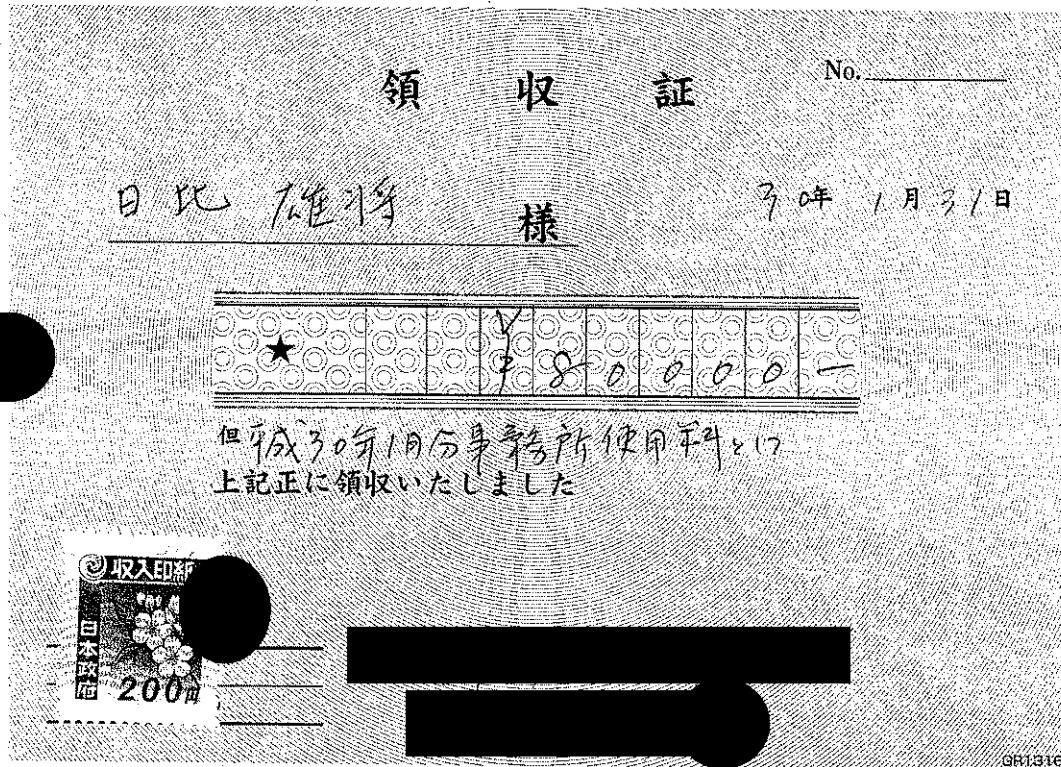 領収証
No.
日比 雄将 様
30年 1月31日
★ ¥80000-
但 平成30年1月分事務所使用料として
上記正に領収いたしました
収入印紙
日本政府
200円
GR1310